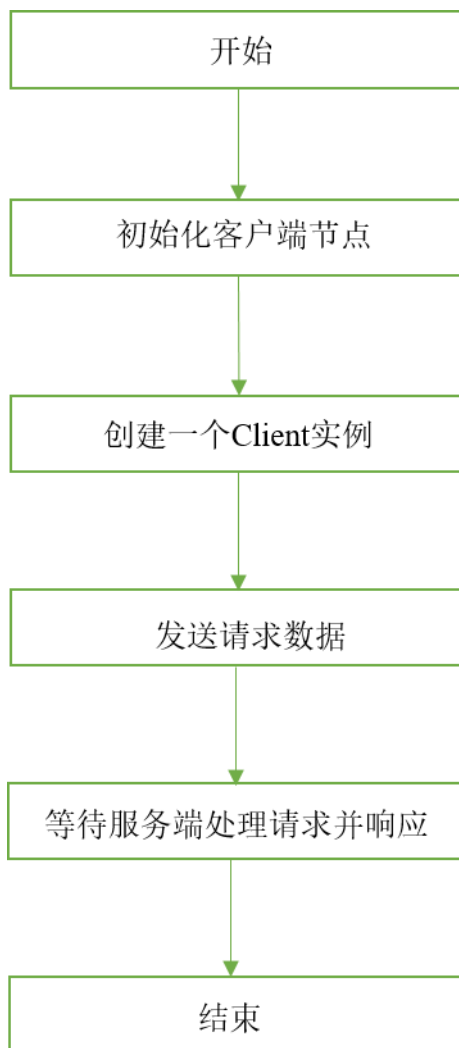 开始
初始化客户端节点
创建一个Client实例
发送请求数据
等待服务端处理请求并响应
结束